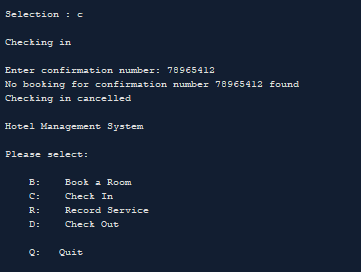 Selection : c
Checking in
Enter confirmation number: 78965412
No booking for confirmation number 78965412 found
Checking in cancelled
Hotel Management System
Please select:
B: Book a Room
C: Check In
R: Record Service
D: Check Out
Q: Quit